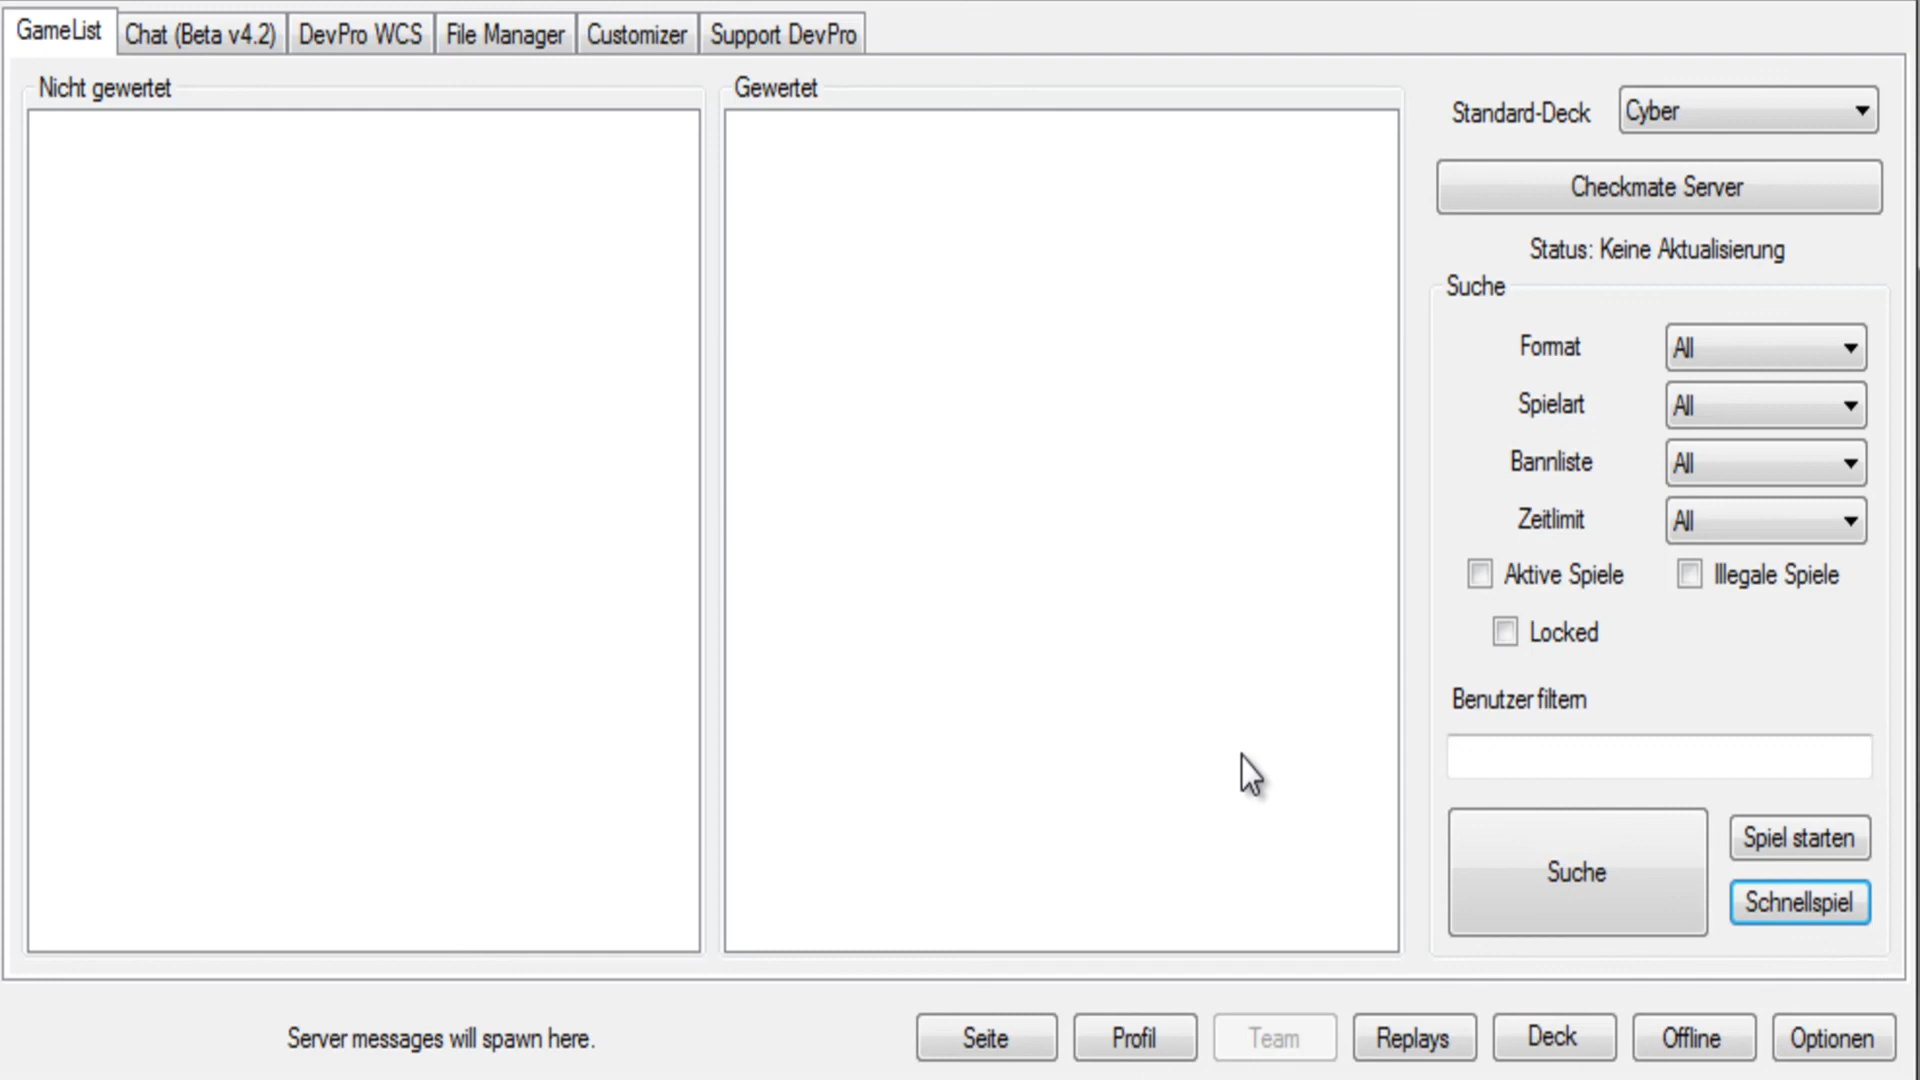 GameList Chat (Beta v4.2) DevPro WCS File Manager Customizer Support DevPro
Nicht gewertet
Gewertet
Standard-Deck Cyber
Checkmate Server
Status: Keine Aktualisierung
Suche
Format All
Spielart All
Bannliste All
Zeitlimit All
Aktive Spiele Illegale Spiele
Locked
Benutzer filtern
Suche
Spiel starten
Schnellspiel
Server messages will spawn here.
Seite Profil Team Replays Deck Offline Optionen